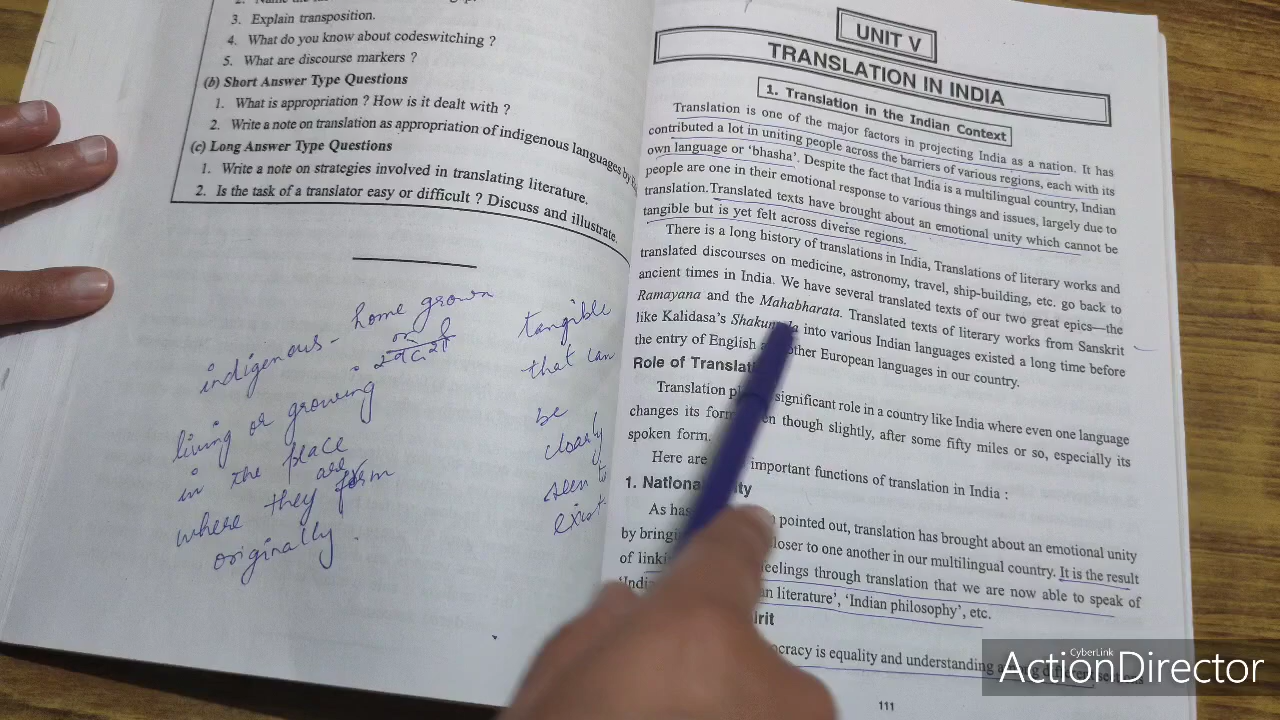 3. Explain transposition.
4. What do you know about codeswitching ?
5. What are discourse markers ?
(b) Short Answer Type Questions
1. What is appropriation ? How is it dealt with ?
2. Write a note on translation as appropriation of indigenous languages by
(c) Long Answer Type Questions
1. Write a note on strategies involved in translating literature.
2. Is the task of a translator easy or difficult ? Discuss and illustrate.
indigenous - home grown
or
living or growing
in the place
where they are
originally.
tangible
that can
be
clearly
seen to
exist
UNIT V
TRANSLATION IN INDIA
1. Translation in the Indian Context
Translation is one of the major factors in projecting India as a nation. It has
contributed a lot in uniting people across the barriers of various regions, each with its
own language or 'bhasha'. Despite the fact that India is a multilingual country, Indian
people are one in their emotional response to various things and issues, largely due to
translation.Translated texts have brought about an emotional unity which cannot be
tangible but is yet felt across diverse regions.
There is a long history of translations in India, Translations of literary works and
translated discourses on medicine, astronomy, travel, ship-building, etc. go back to
ancient times in India. We have several translated texts of our two great epics—the
Ramayana and the Mahabharata. Translated texts of literary works from Sanskrit
like Kalidasa's into various Indian languages existed a long time before
the entry of English other European languages in our country.
Role of
Translation significant role in a country like India where even one language
changes its though slightly, after some fifty miles or so, especially its
spoken form.
Here are important functions of translation in India :
1. National
As has pointed out, translation has brought about an emotional unity
by closer to one another in our multilingual country. It is the result
of feelings through translation that we are now able to speak of
literature', 'Indian philosophy', etc.
is equality and understanding
111
CyberLink
ActionDirector